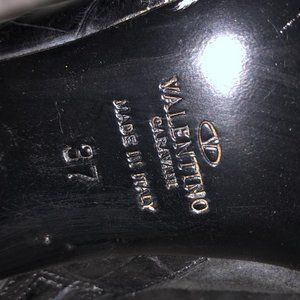 VALENTINO
GARAVANI
MADE IN ITALY
37